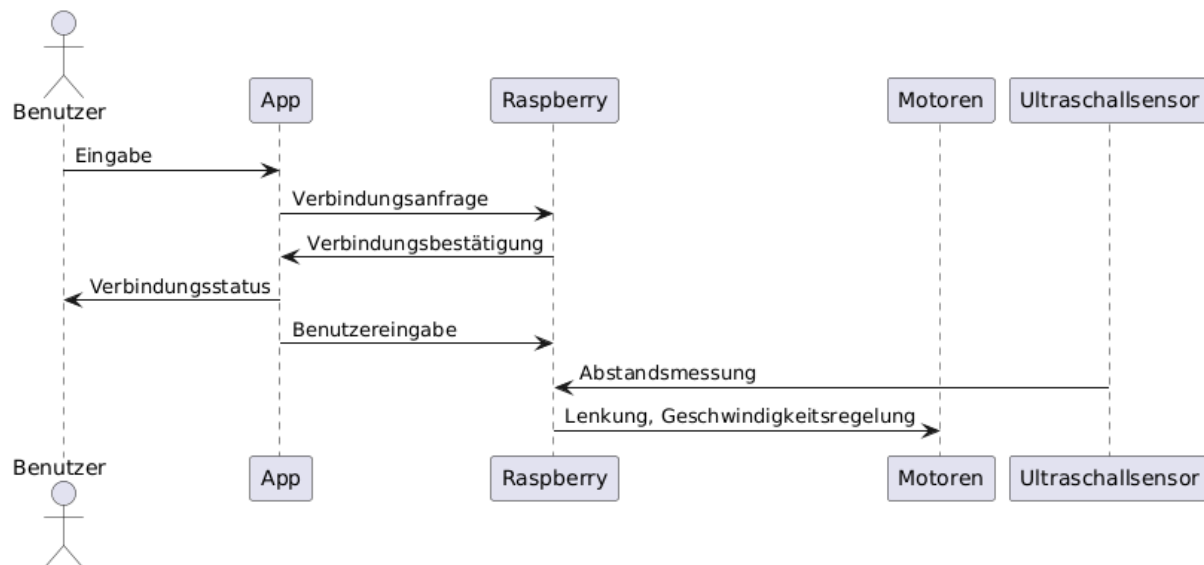 Benutzer
App
Raspberry
Motoren
Ultraschallsensor
Eingabe
Verbindungsanfrage
Verbindungsbestätigung
Verbindungsstatus
Benutzereingabe
Abstandsmessung
Lenkung, Geschwindigkeitsregelung
Benutzer
App
Raspberry
Motoren
Ultraschallsensor